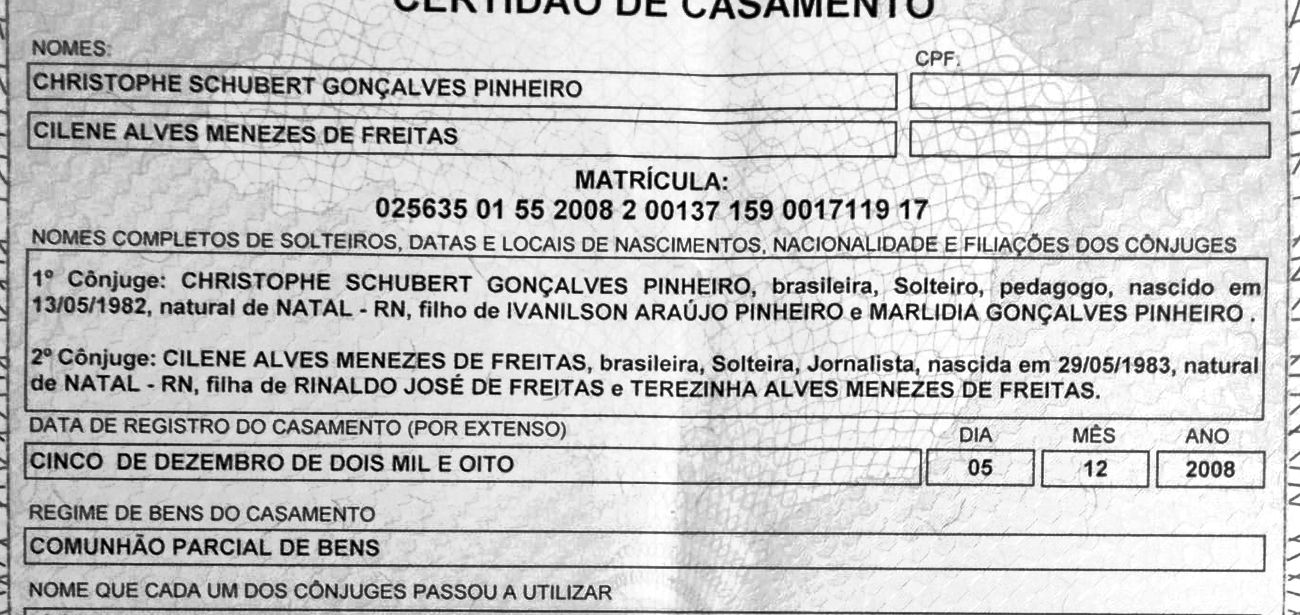 CERTIDÃO DE CASAMENTO
NOMES:
CPF.
CHRISTOPHE SCHUBERT GONÇALVES PINHEIRO
CILENE ALVES MENEZES DE FREITAS
MATRÍCULA:
025635 01 55 2008 2 00137 159 0017119 17
NOMES COMPLETOS DE SOLTEIROS, DATAS E LOCAIS DE NASCIMENTOS, NACIONALIDADE E FILIAÇÕES DOS CÔNJUGES
1º Cônjuge: CHRISTOPHE SCHUBERT GONÇALVES PINHEIRO, brasileira, Solteiro, pedagogo, nascido em
13/05/1982, natural de NATAL - RN, filho de IVANILSON ARAÚJO PINHEIRO e MARLIDIA GONÇALVES PINHEIRO .
2º Cônjuge: CILENE ALVES MENEZES DE FREITAS, brasileira, Solteira, Jornalista, nascida em 29/05/1983, natural
de NATAL - RN, filha de RINALDO JOSÉ DE FREITAS e TEREZINHA ALVES MENEZES DE FREITAS.
DATA DE REGISTRO DO CASAMENTO (POR EXTENSO)
DIA MÊS ANO
CINCO DE DEZEMBRO DE DOIS MIL E OITO
05 12 2008
REGIME DE BENS DO CASAMENTO
COMUNHÃO PARCIAL DE BENS
NOME QUE CADA UM DOS CÔNJUGES PASSOU A UTILIZAR